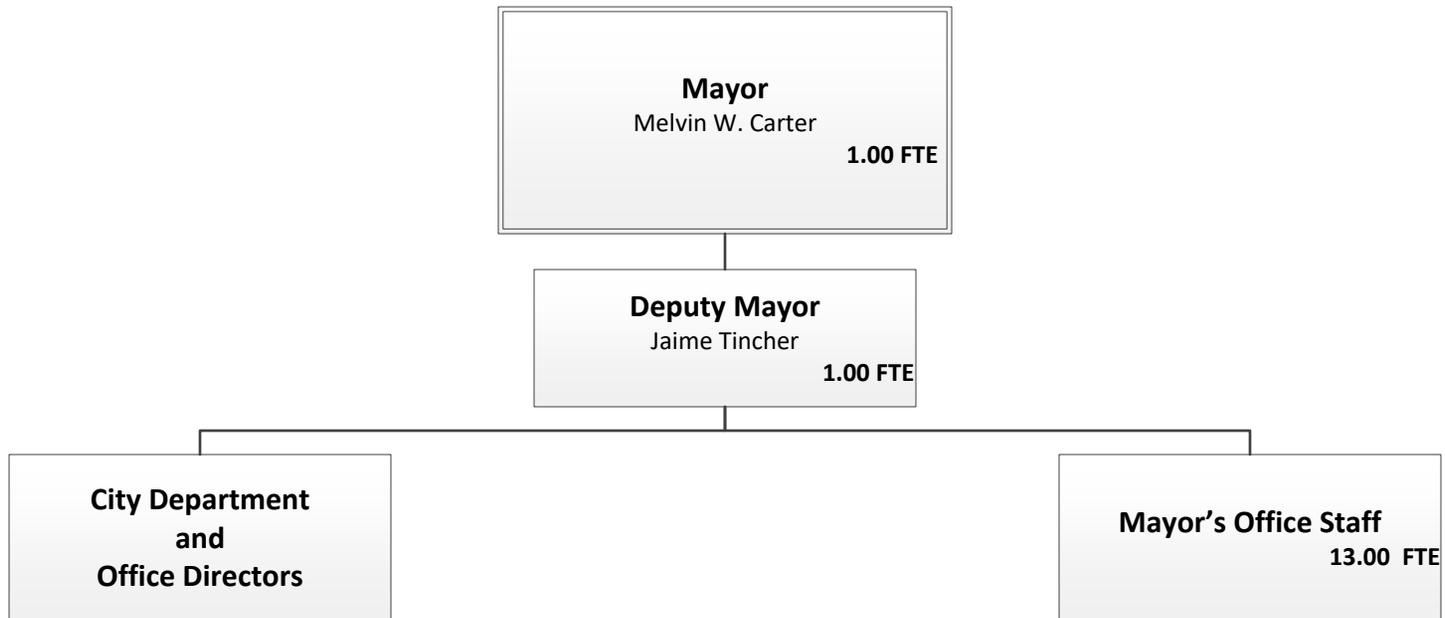 Mayor
Melvin W. Carter
1.00 FTE
Deputy Mayor
Jaime Tincher
1.00 FTE
City Department
and
Office Directors
Mayor’s Office Staff
13.00  FTE